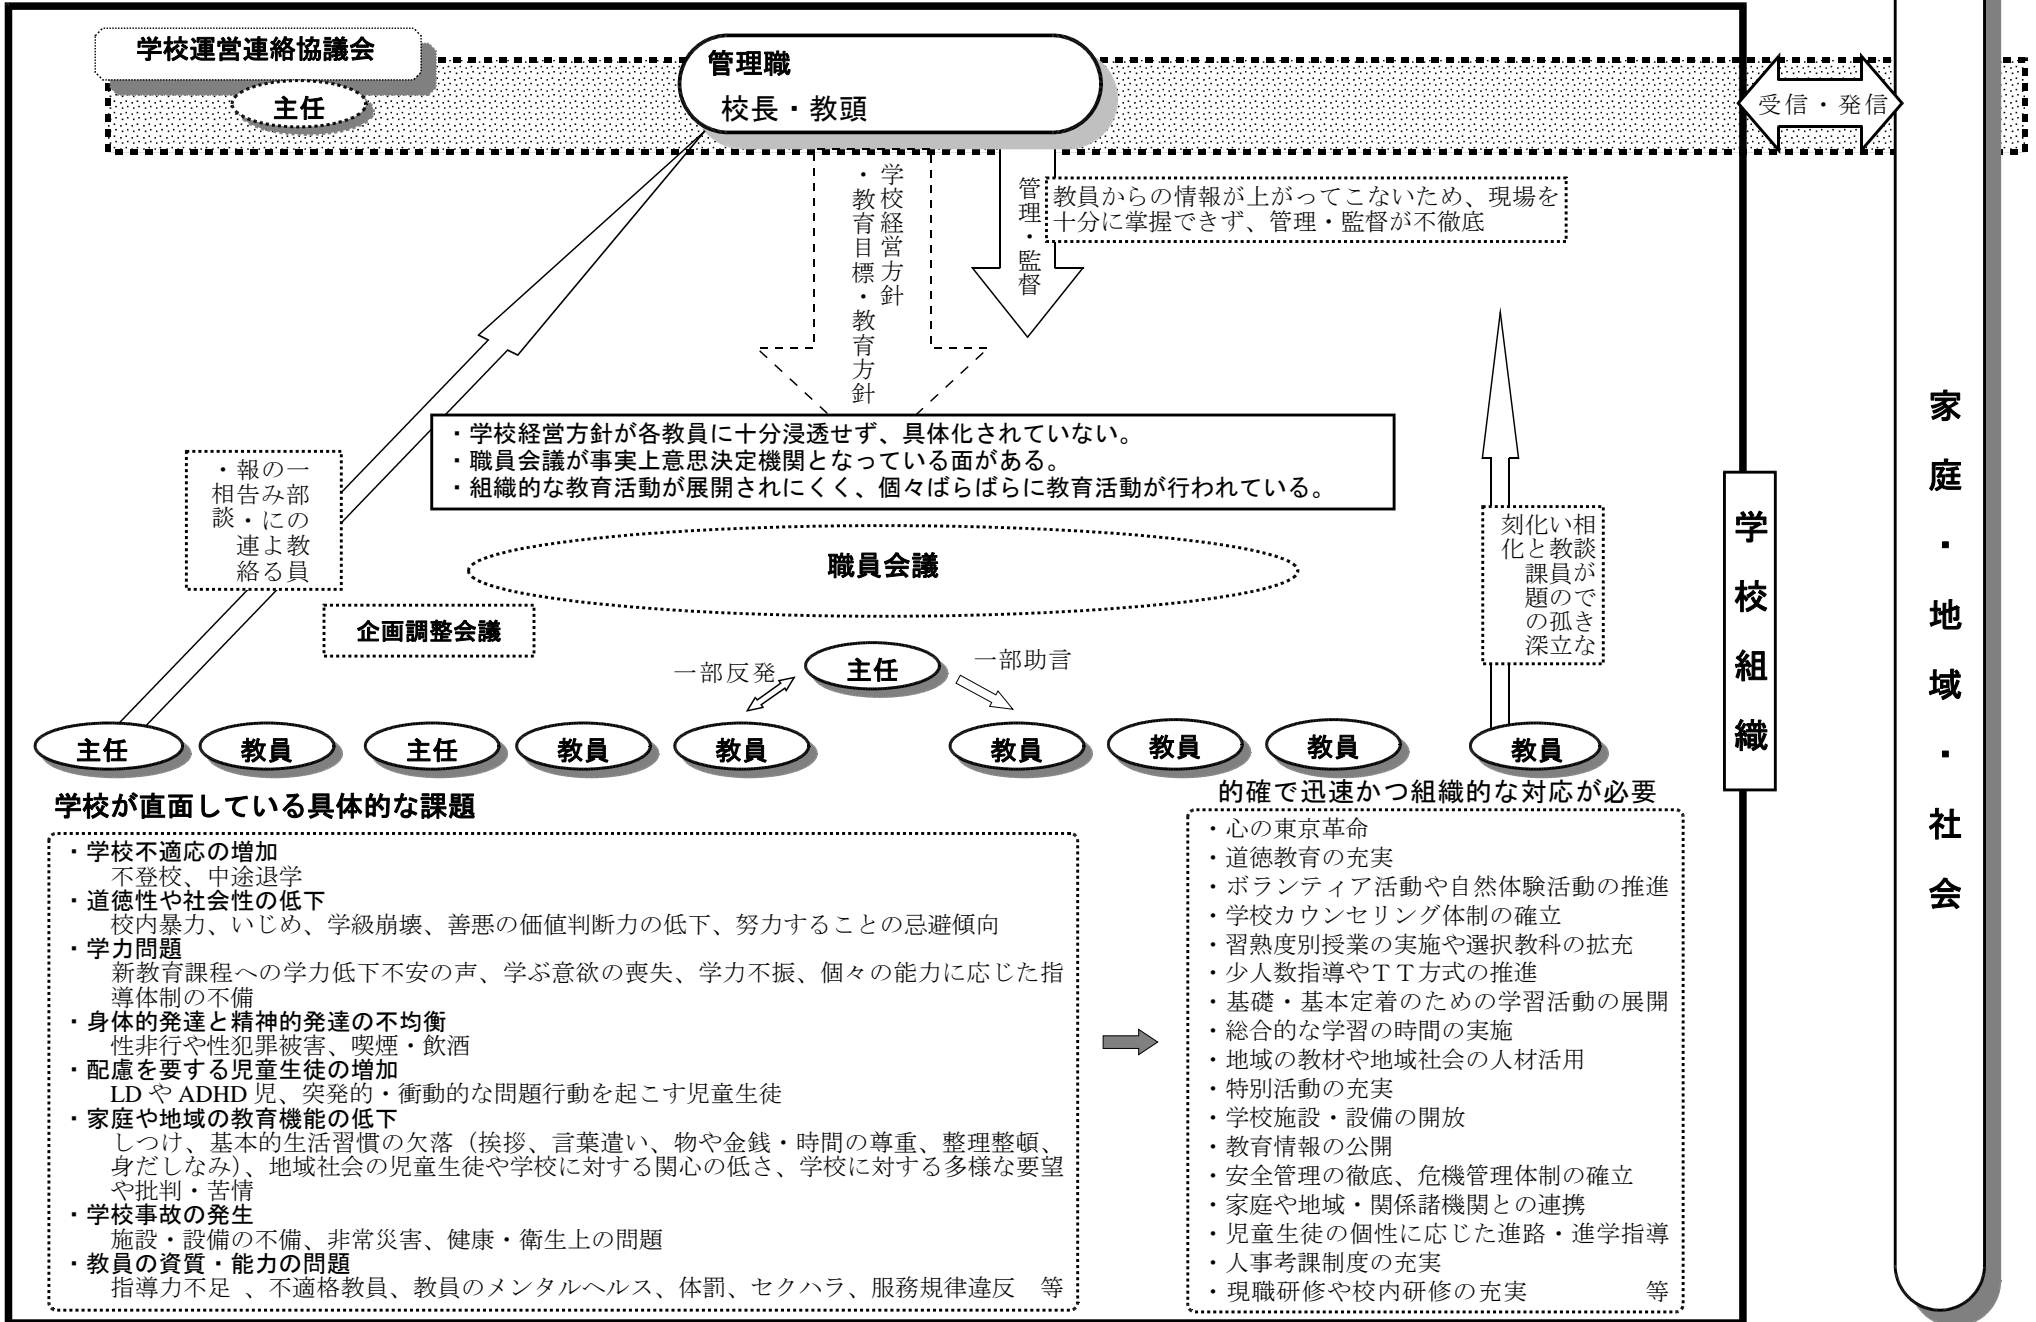 学校運営連絡協議会
主任
管理職
校長・教頭
受信・発信
学校経営方針
・教育目標・教育方針
管理・監督
教員からの情報が上がってこないため、現場を
十分に掌握できず、管理・監督が不徹底
・学校経営方針が各教員に十分浸透せず、具体化されていない。
・職員会議が事実上意思決定機関となっている面がある。
・組織的な教育活動が展開されにくく、個々ばらばらに教育活動が行われている。
一部の教員
のみによる
報告・連絡
・相談
職員会議
企画調整会議
相談ができな
い教員の孤立
化と課題の深
刻化
一部反発
主任
一部助言
主任
教員
主任
教員
教員
教員
教員
教員
教員
学校組織
家庭・地域・社会
学校が直面している具体的な課題
・学校不適応の増加
不登校、中途退学
・道徳性や社会性の低下
校内暴力、いじめ、学級崩壊、善悪の価値判断力の低下、努力することの忌避傾向
・学力問題
新教育課程への学力低下不安の声、学ぶ意欲の喪失、学力不振、個々の能力に応じた指
導体制の不備
・身体的発達と精神的発達の不均衡
性非行や性犯罪被害、喫煙・飲酒
・配慮を要する児童生徒の増加
LD や ADHD 児、突発的・衝動的な問題行動を起こす児童生徒
・家庭や地域の教育機能の低下
しつけ、基本的生活習慣の欠落（挨拶、言葉遣い、物や金銭・時間の尊重、整理整頓、
身だしなみ）、地域社会の児童生徒や学校に対する関心の低さ、学校に対する多様な要望
や批判・苦情
・学校事故の発生
施設・設備の不備、非常災害、健康・衛生上の問題
・教員の資質・能力の問題
指導力不足 、不適格教員、教員のメンタルヘルス、体罰、セクハラ、服務規律違反　等
的確で迅速かつ組織的な対応が必要
・心の東京革命
・道徳教育の充実
・ボランティア活動や自然体験活動の推進
・学校カウンセリング体制の確立
・習熟度別授業の実施や選択教科の拡充
・少人数指導やＴＴ方式の推進
・基礎・基本定着のための学習活動の展開
・総合的な学習の時間の実施
・地域の教材や地域社会の人材活用
・特別活動の充実
・学校施設・設備の開放
・教育情報の公開
・安全管理の徹底、危機管理体制の確立
・家庭や地域・関係諸機関との連携
・児童生徒の個性に応じた進路・進学指導
・人事考課制度の充実
・現職研修や校内研修の充実　等